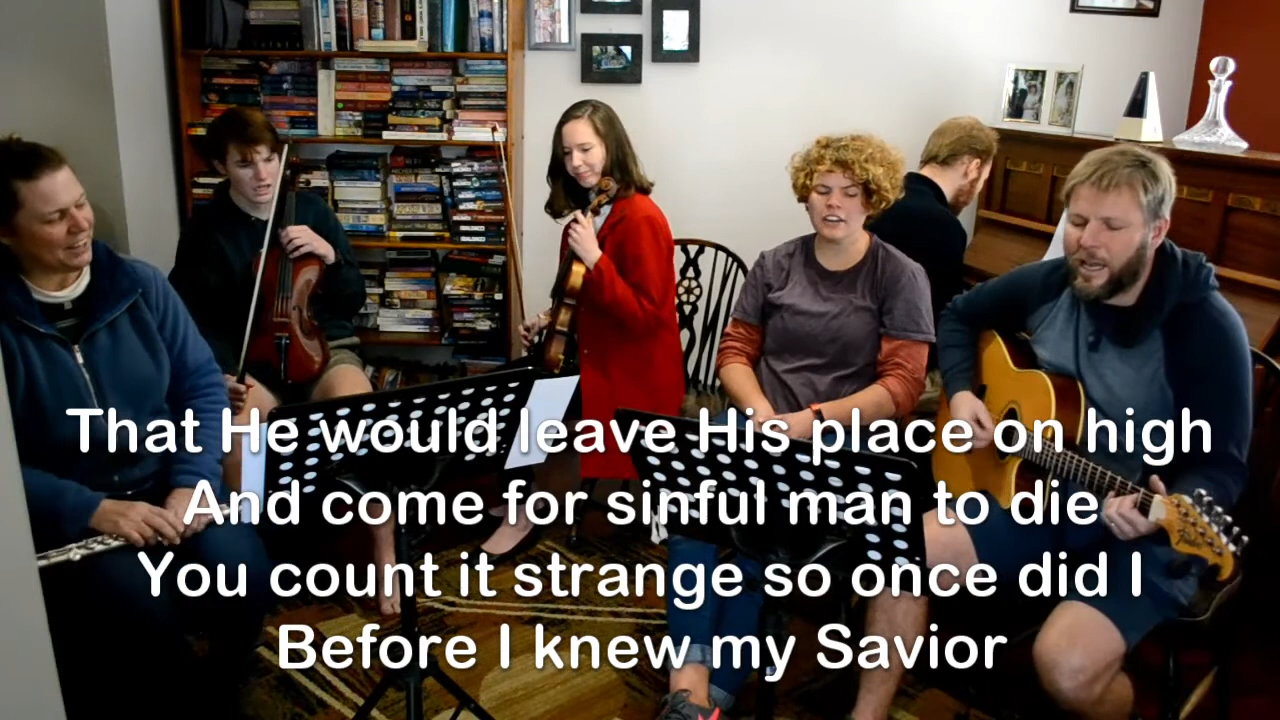 That He would leave His place on high
And come for sinful man to die
You count it strange so once did I
Before I knew my Savior